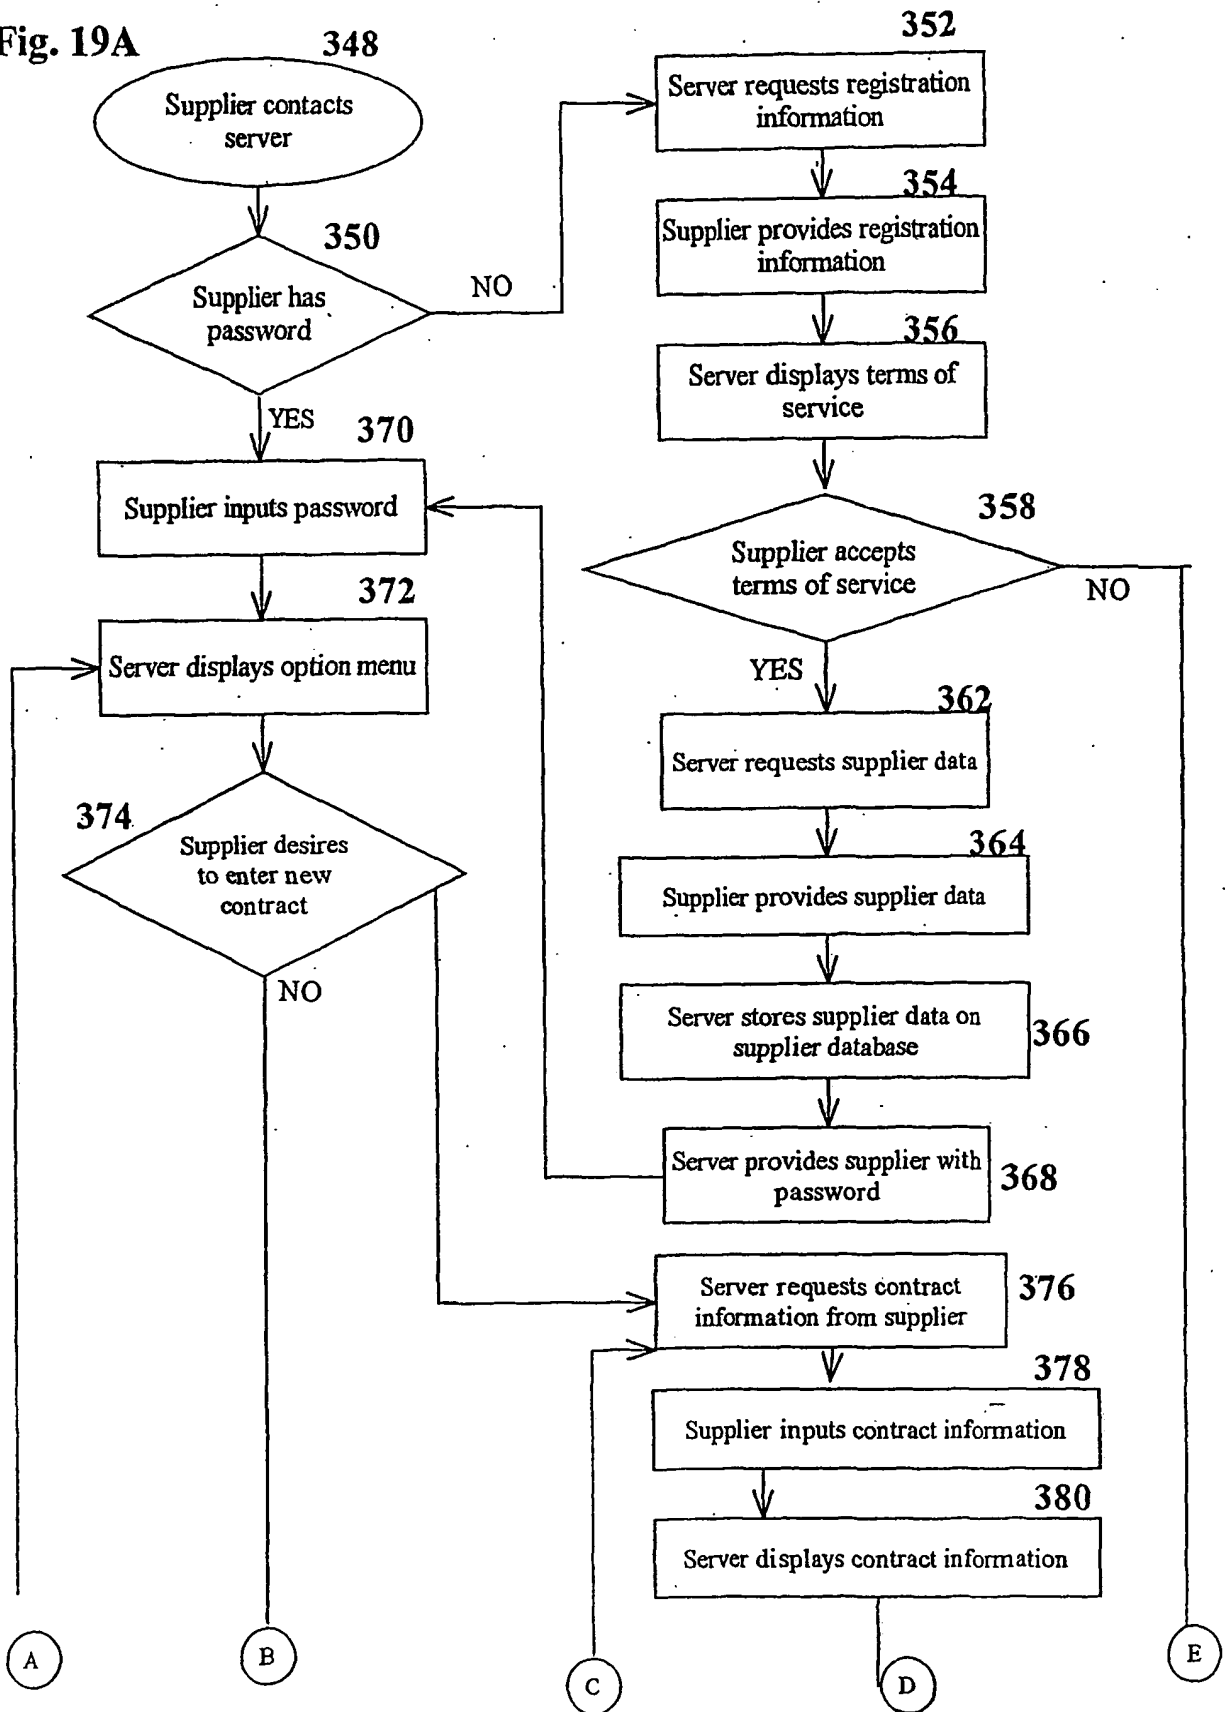 Fig. 19A
348
Supplier contacts
server
350
Supplier has
password
NO
YES
370
Supplier inputs password
372
Server displays option menu
374
Supplier desires
to enter new
contract
NO
352
Server requests registration
information
354
Supplier provides registration
information
356
Server displays terms of
service
358
Supplier accepts
terms of service
NO
YES
362
Server requests supplier data
364
Supplier provides supplier data
Server stores supplier data on
supplier database
366
Server provides supplier with
password
368
Server requests contract
information from supplier
376
378
Supplier inputs contract information
380
Server displays contract information
A
B
C
D
E